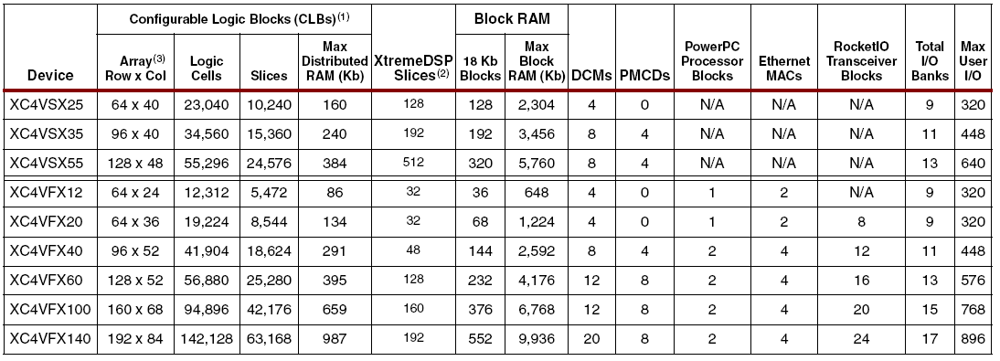 Configurable Logic Blocks (CLBs)(1) Block RAM
Device Array(3) Row x Col Logic Cells Slices Max Distributed RAM (Kb) XtremeDSP Slices(2) 18 Kb Blocks Max Block RAM (Kb) DCMs PMCDs PowerPC Processor Blocks Ethernet MACs RocketIO Transceiver Blocks Total I/O Banks Max User I/O
XC4VSX25 64 x 40 23,040 10,240 160 128 128 2,304 4 0 N/A N/A N/A 9 320
XC4VSX35 96 x 40 34,560 15,360 240 192 192 3,456 8 4 N/A N/A N/A 11 448
XC4VSX55 128 x 48 55,296 24,576 384 512 320 5,760 8 4 N/A N/A N/A 13 640
XC4VFX12 64 x 24 12,312 5,472 86 32 36 648 4 0 1 2 N/A 9 320
XC4VFX20 64 x 36 19,224 8,544 134 32 68 1,224 4 0 1 2 8 9 320
XC4VFX40 96 x 52 41,904 18,624 291 48 144 2,592 8 4 2 4 12 11 448
XC4VFX60 128 x 52 56,880 25,280 395 128 232 4,176 12 8 2 4 16 13 576
XC4VFX100 160 x 68 94,896 42,176 659 160 376 6,768 12 8 2 4 20 15 768
XC4VFX140 192 x 84 142,128 63,168 987 192 552 9,936 20 8 2 4 24 17 896